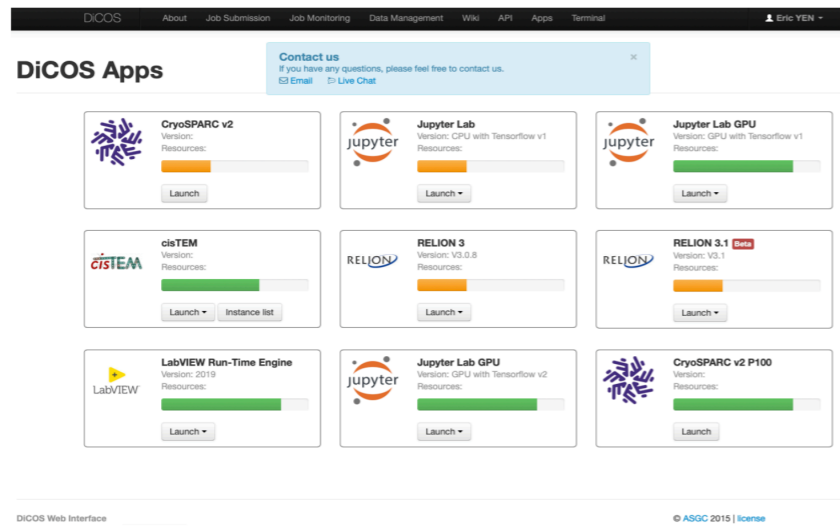 DiCOS About Job Submission Job Monitoring Data Management Wiki API Apps Terminal Eric YEN
DiCOS Apps
Contact us ×
If you have any questions, please feel free to contact us.
Email Live Chat
CryoSPARC v2
Version:
Resources:
Launch
jupyter
Jupyter Lab
Version: CPU with Tensorflow v1
Resources:
Launch
jupyter
Jupyter Lab GPU
Version: GPU with Tensorflow v1
Resources:
Launch
cisTEM
cisTEM
Version:
Resources:
Launch Instance list
RELION
RELION 3
Version: V3.0.8
Resources:
Launch
RELION
RELION 3.1 Beta
Version: V3.1
Resources:
Launch
LabVIEW
LabVIEW Run-Time Engine
Version: 2019
Resources:
Launch
jupyter
Jupyter Lab GPU
Version: GPU with Tensorflow v2
Resources:
Launch
CryoSPARC v2 P100
Version:
Resources:
Launch
DiCOS Web Interface
© ASGC 2015 | license